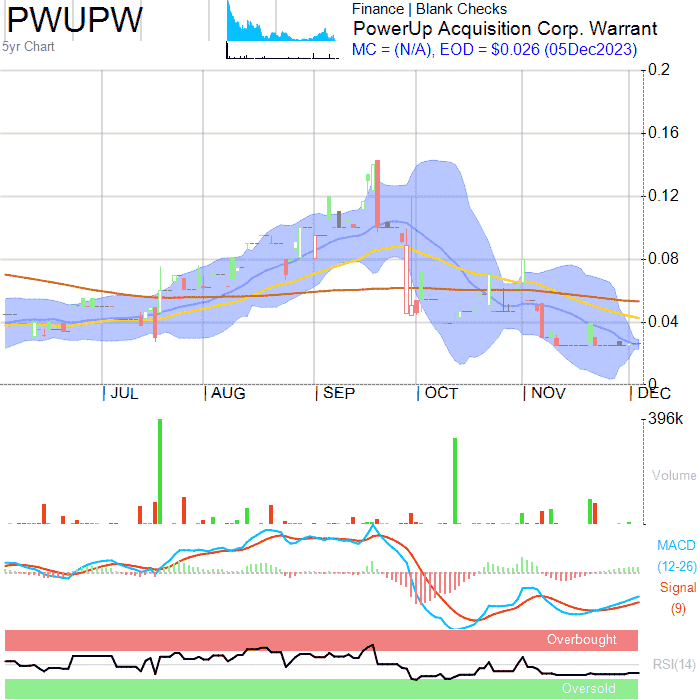 PWUPW
5yr Chart
Finance | Blank Checks
PowerUp Acquisition Corp. Warrant
MC = (N/A), EOD = $0.026 (05Dec2023)
0.2
0.16
0.12
0.08
0.04
0
JUL AUG SEP OCT NOV DEC
396k
Volume
MACD
(12-26)
Signal
(9)
Overbought
RSI(14)
Oversold